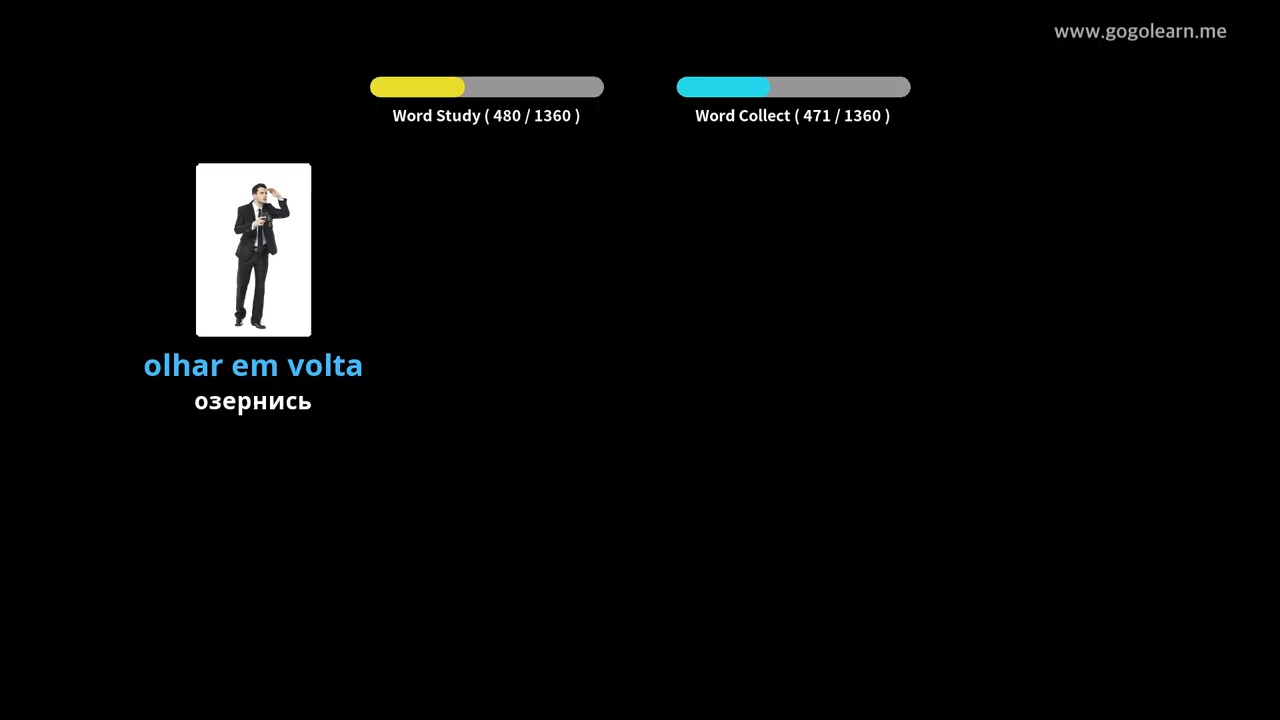 www.gogolearn.me
Word Study ( 480 / 1360 )
Word Collect ( 471 / 1360 )
olhar em volta
озернись